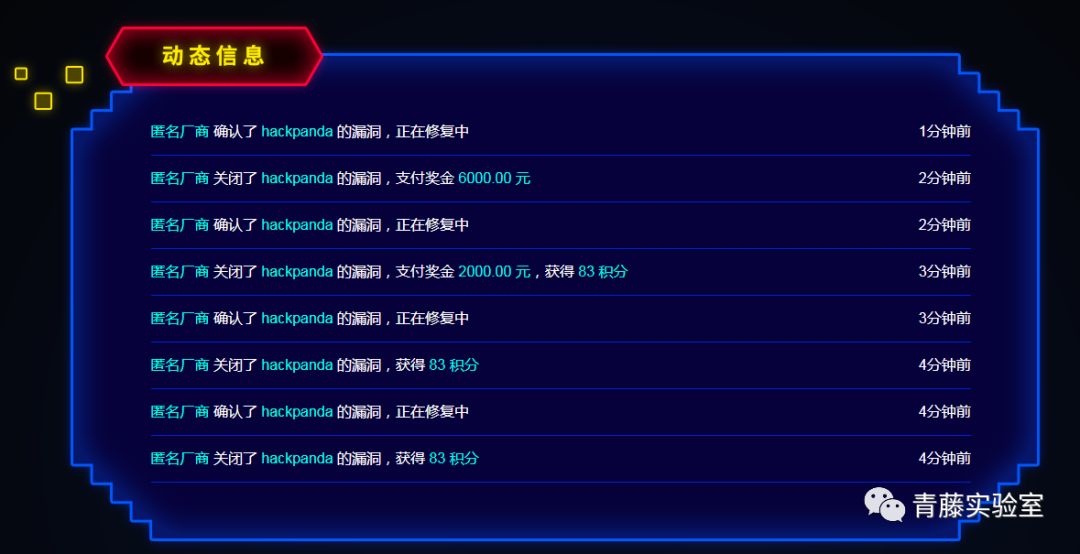 动态信息
匿名厂商 确认了 hackpanda 的漏洞，正在修复中 1分钟前
匿名厂商 关闭了 hackpanda 的漏洞，支付奖金 6000.00 元 2分钟前
匿名厂商 确认了 hackpanda 的漏洞，正在修复中 2分钟前
匿名厂商 关闭了 hackpanda 的漏洞，支付奖金 2000.00 元，获得 83 积分 3分钟前
匿名厂商 确认了 hackpanda 的漏洞，正在修复中 3分钟前
匿名厂商 关闭了 hackpanda 的漏洞，获得 83 积分 4分钟前
匿名厂商 确认了 hackpanda 的漏洞，正在修复中 4分钟前
匿名厂商 关闭了 hackpanda 的漏洞，获得 83 积分 4分钟前
青藤实验室